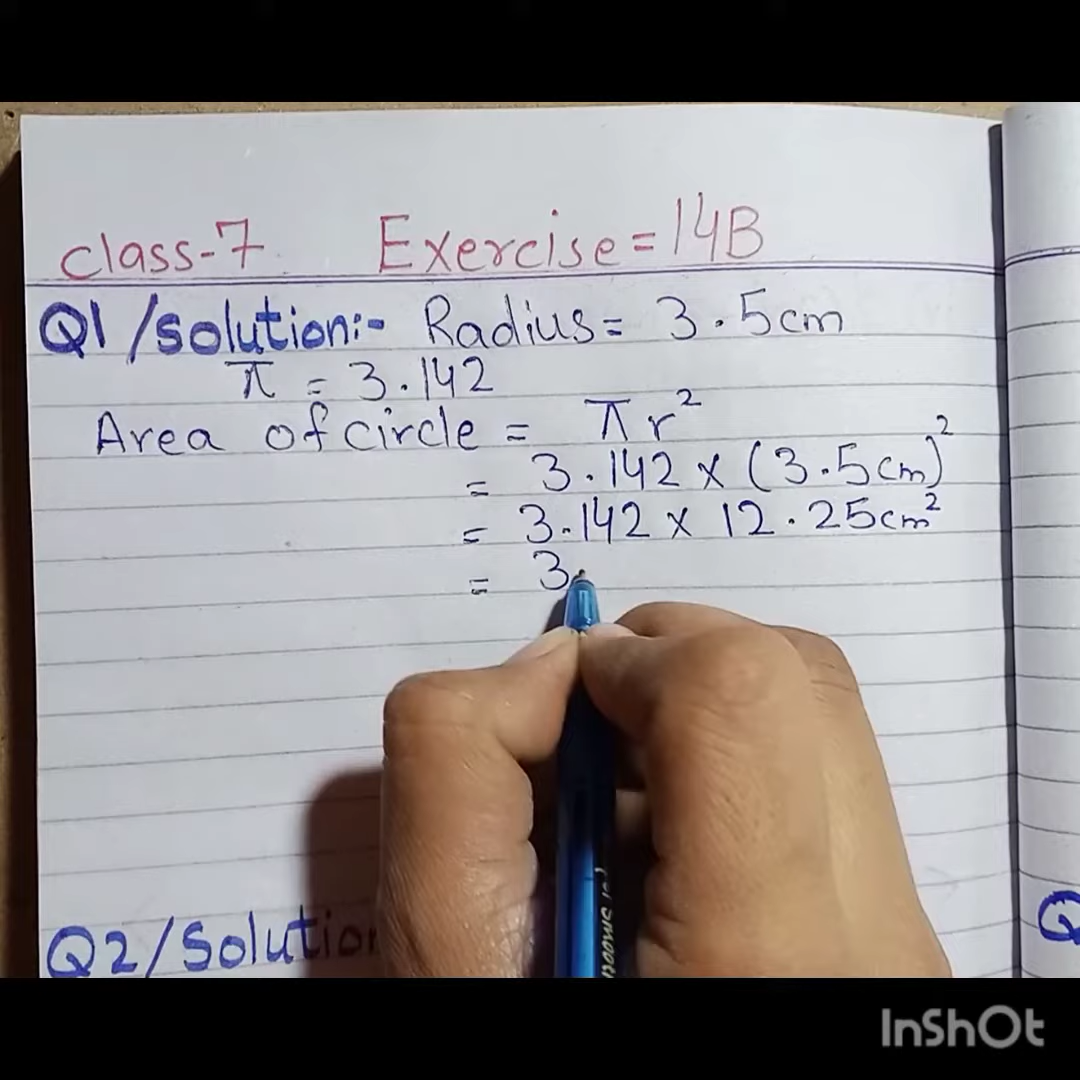 class-7 Exercise = 14B
Q1/solution:- Radius = 3.5cm
π = 3.142
Area of circle = πr²
= 3.142 × (3.5cm)²
= 3.142 × 12.25cm²
= 3.
Q2/Solution
Q
InShOt